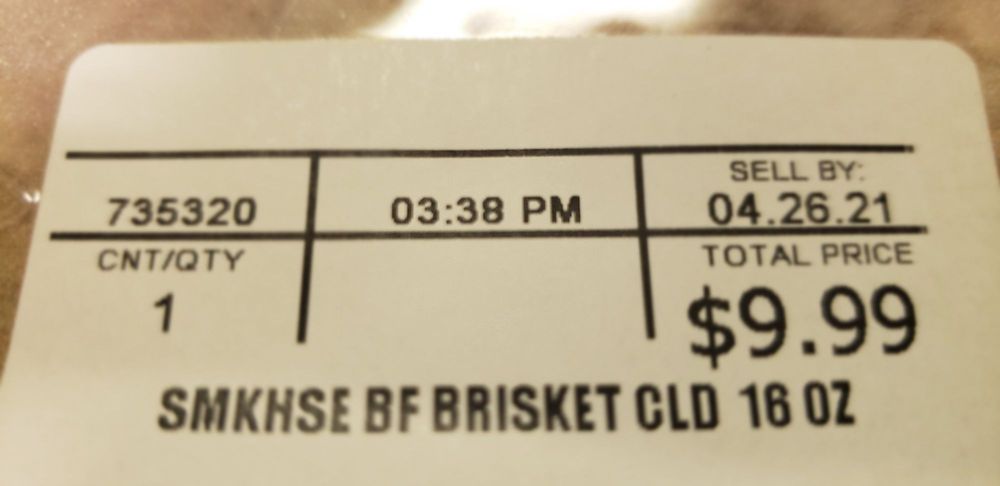 SELL BY:
735320 03:38 PM 04.26.21
CNT/QTY TOTAL PRICE
1 $9.99
SMKHSE BF BRISKET CLD 16 OZ